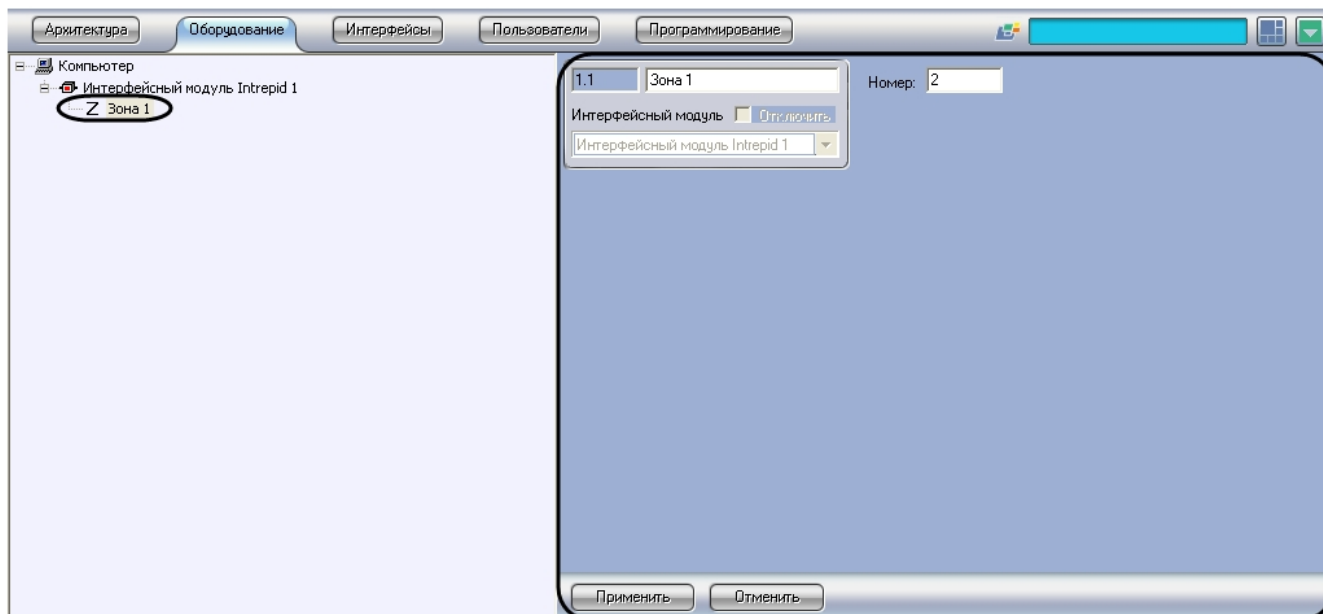 Архитектура Оборудование Интерфейсы Пользователи Программирование
Компьютер
Интерфейсный модуль Intrepid 1
Z Зона 1
1.1 Зона 1 Номер: 2
Интерфейсный модуль Отключить
Интерфейсный модуль Intrepid 1
Применить Отменить